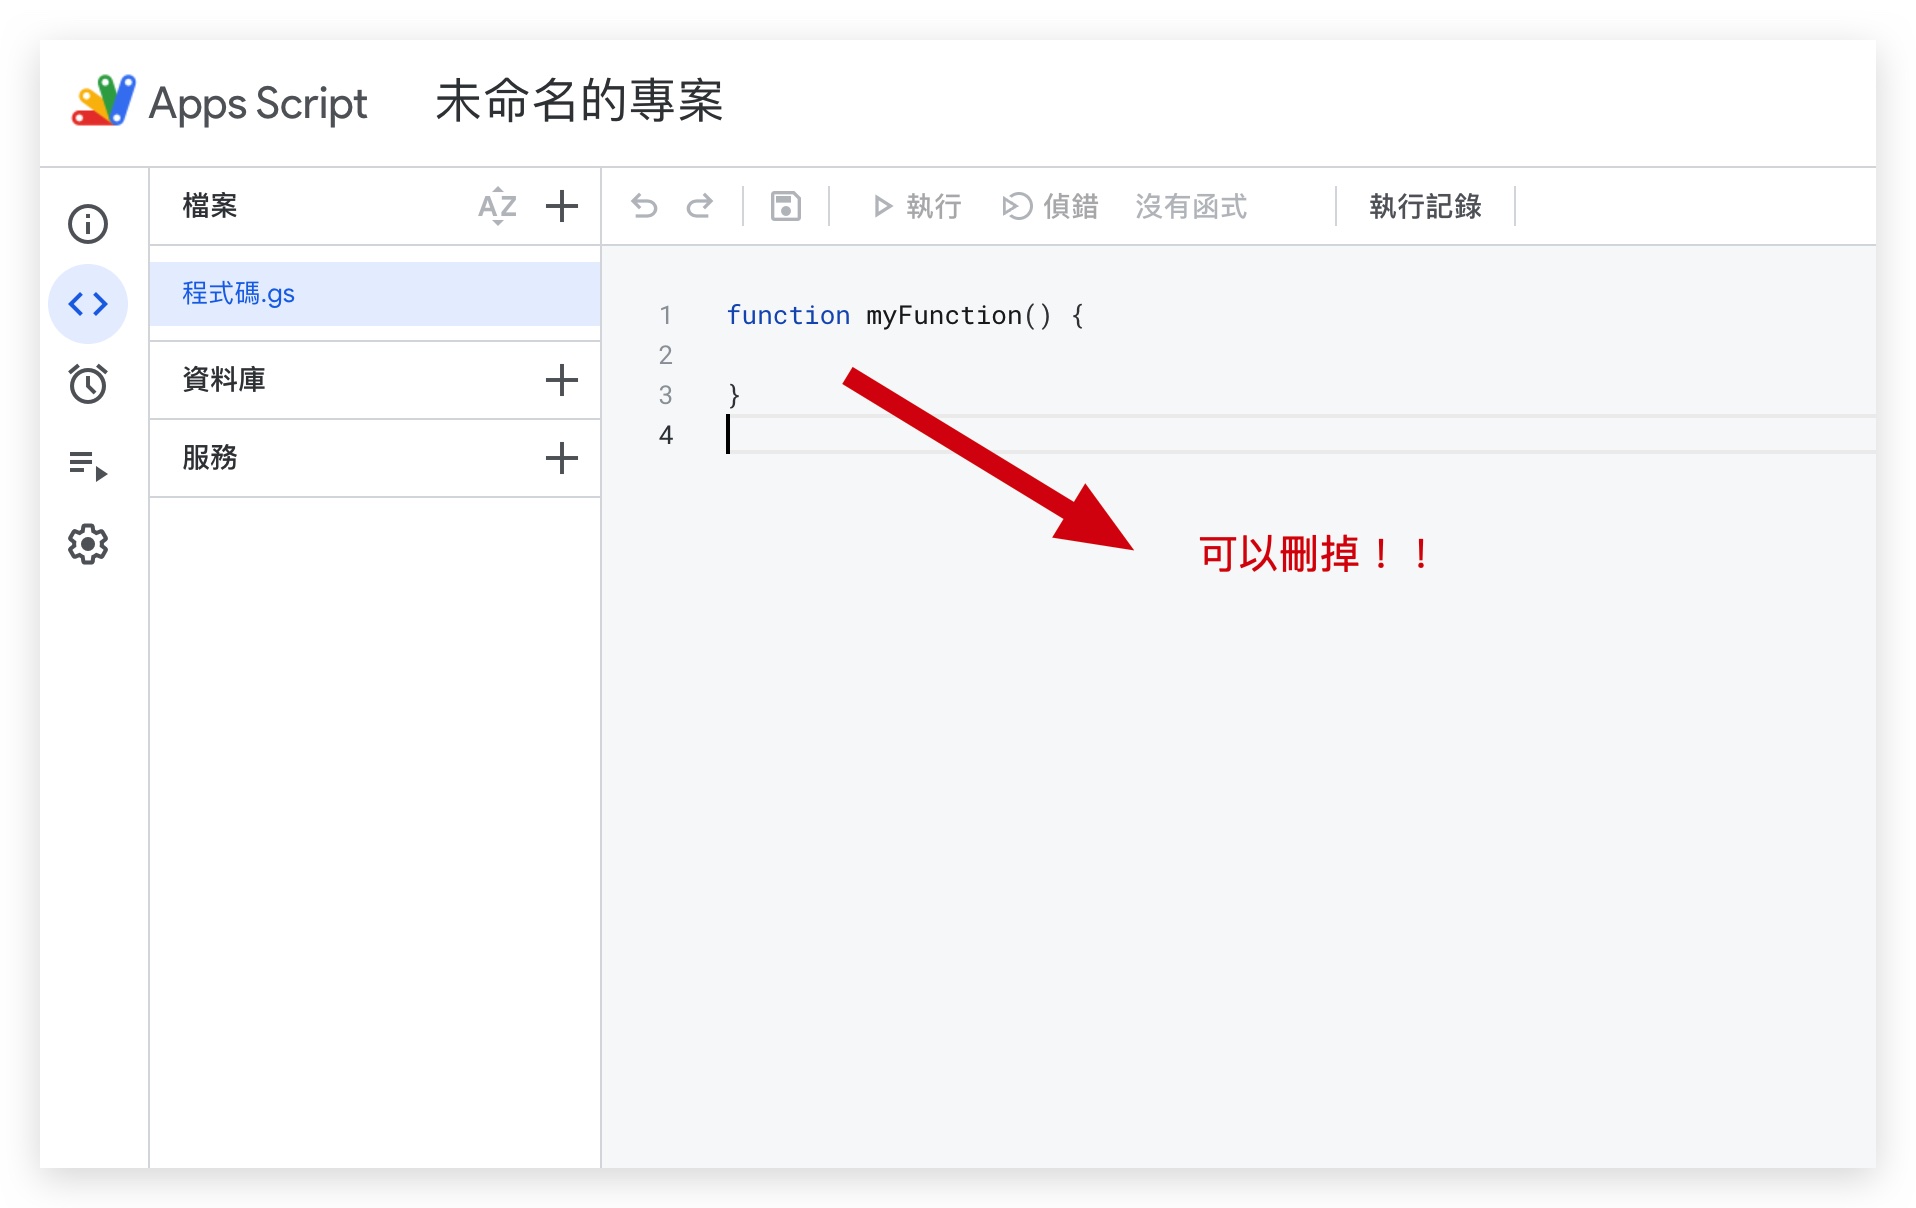 Apps Script 未命名的專案
檔案 AZ
執行 偵錯 沒有函式 執行記錄
程式碼.gs
資料庫
服務
1 function myFunction() {
2
3 }
4
可以刪掉！！